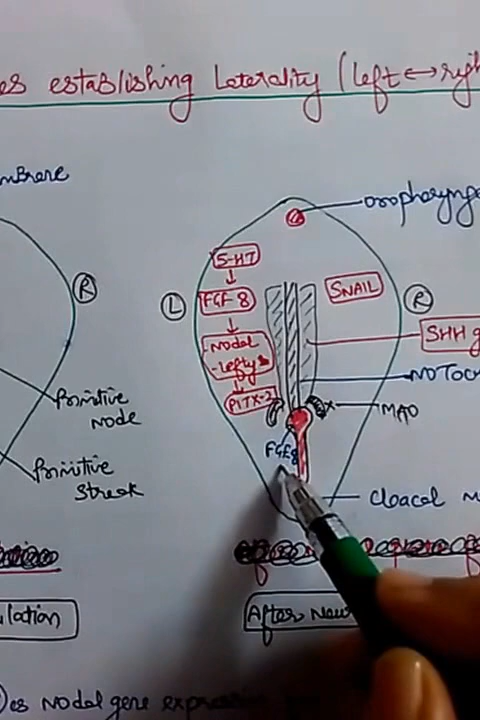 es establishing Laterality (left ↔ righ
mbrane
oropharynge
5-HT
SNAIL
R
L
FGF-8
R
Nodal
-Lefty 2
SHH g
NOTOC
PITX-2
MAO
Primitive
Node
FGF8
Primitive
Streak
Cloacal M
ulation
After Neu
es Nodal gene expression